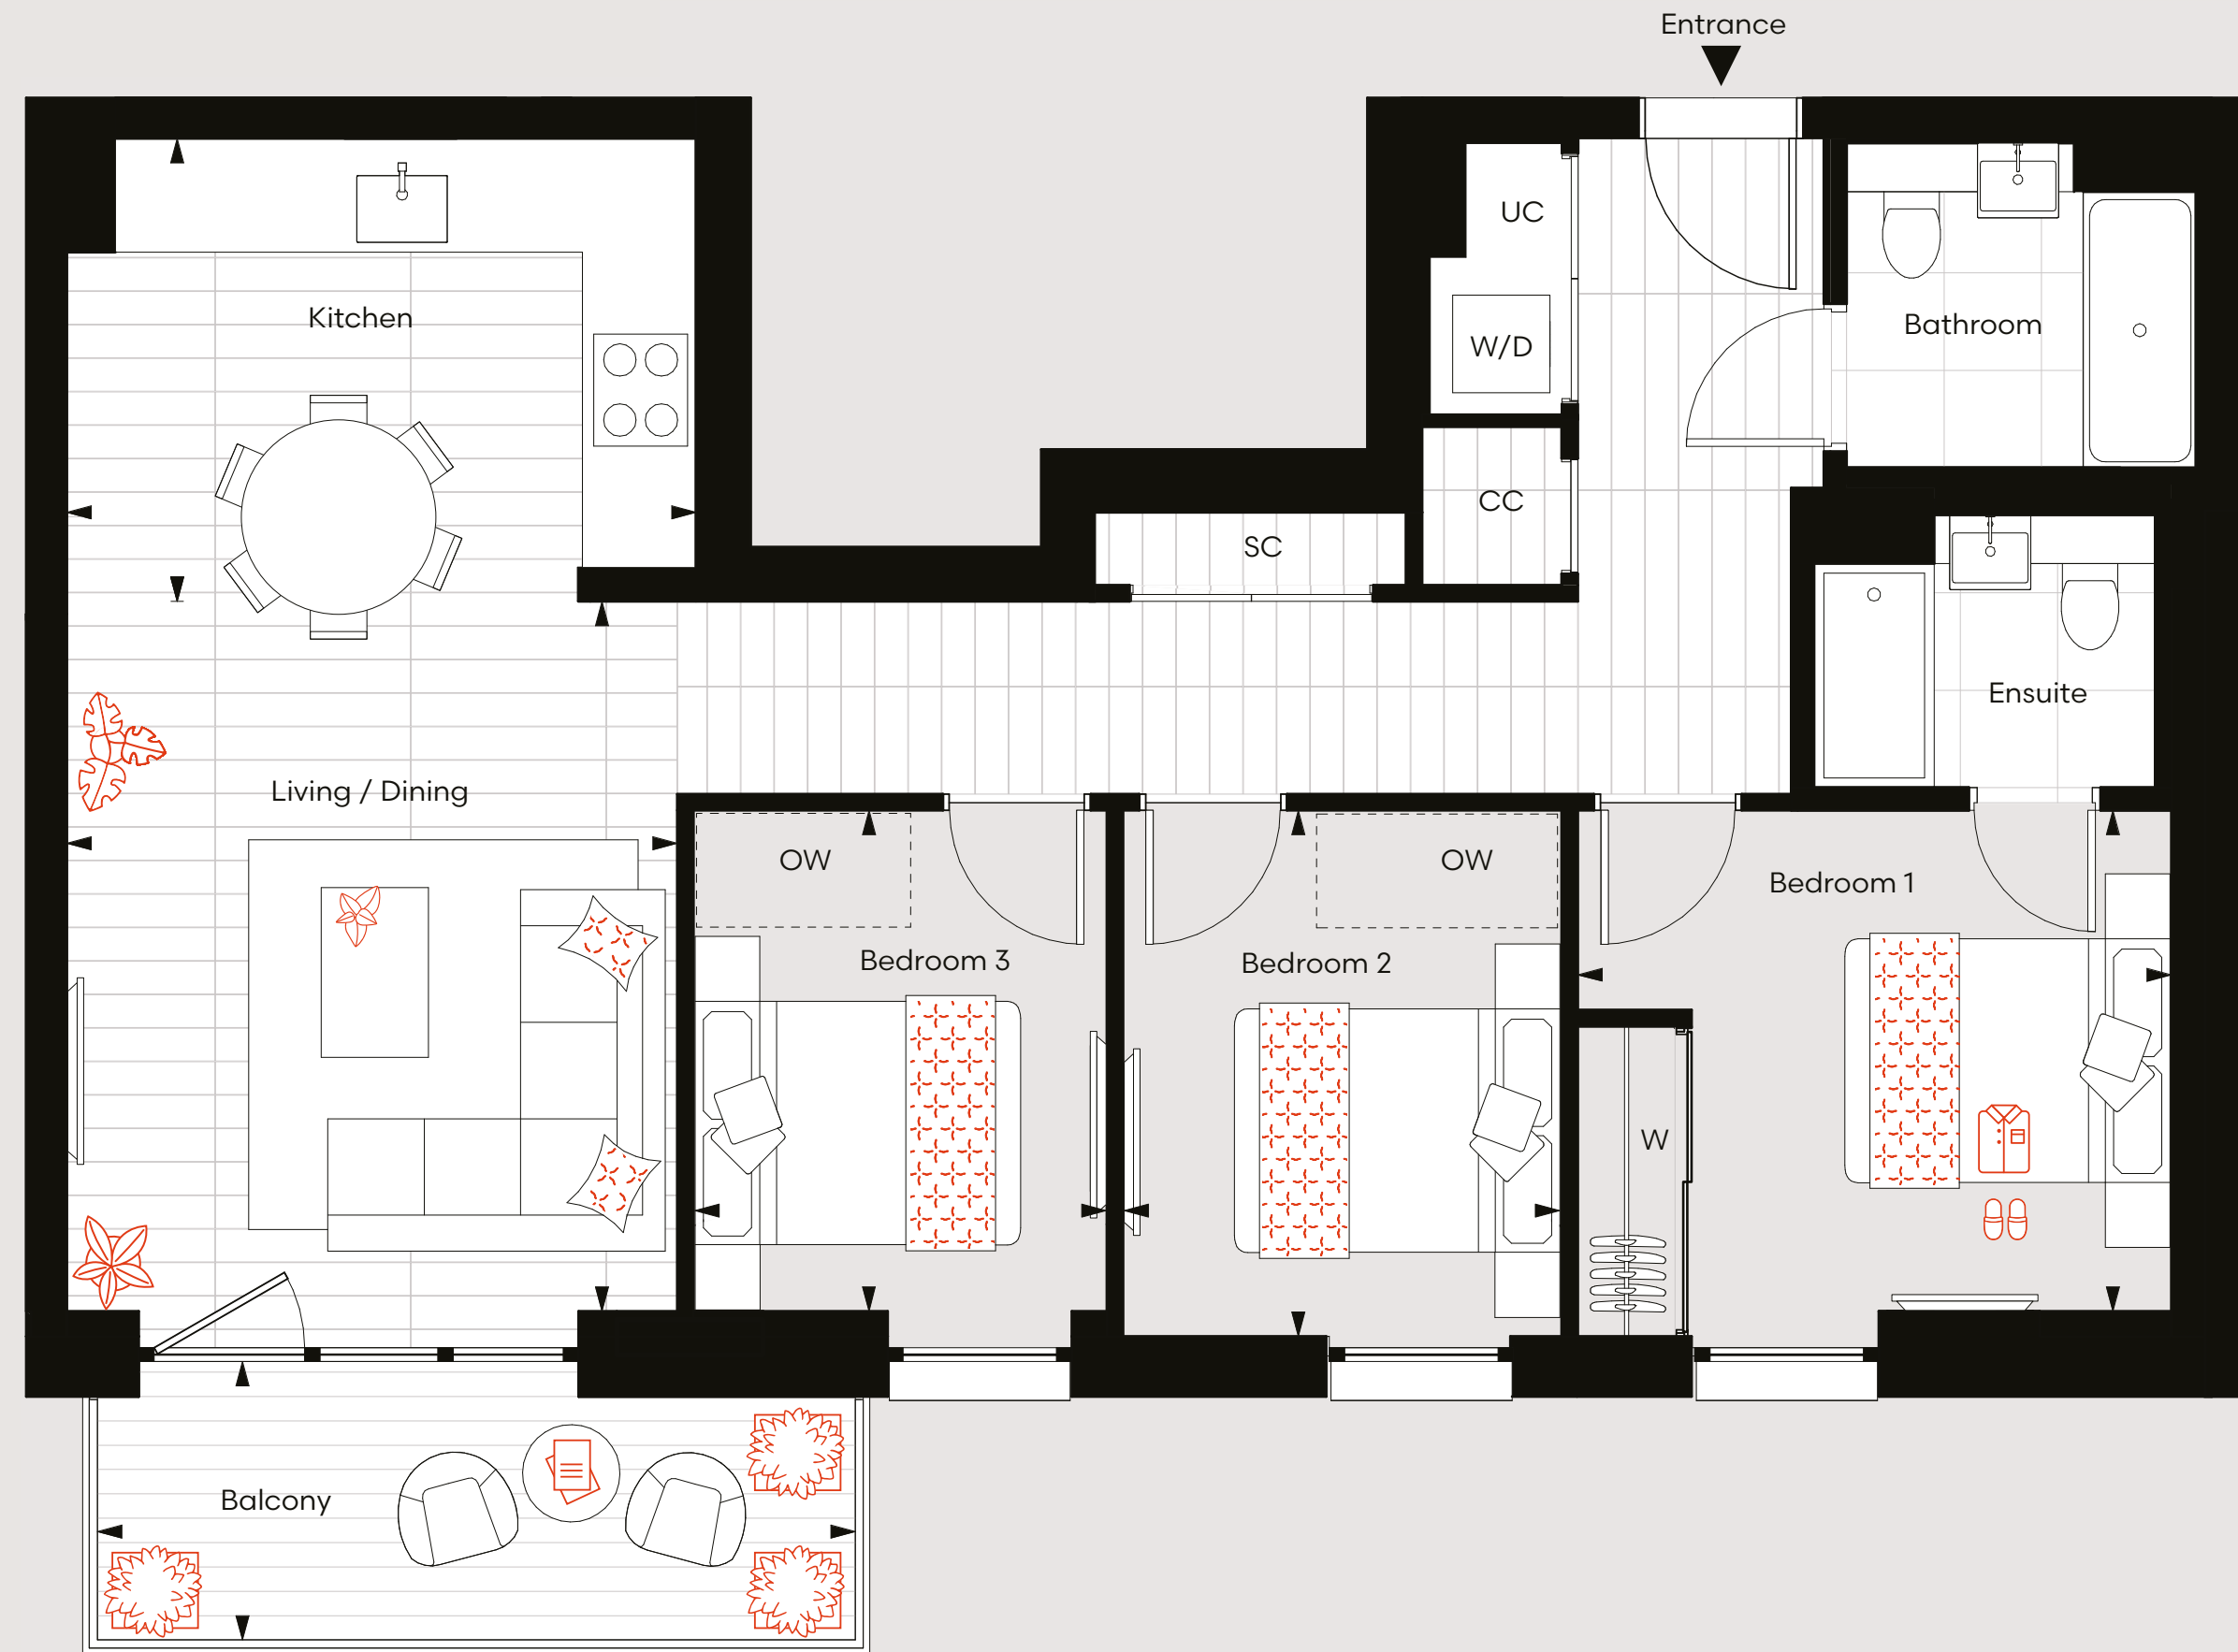 Entrance
UC
Kitchen
Bathroom
W/D
CC
SC
Ensuite
Living / Dining
OW
OW
Bedroom 1
Bedroom 3
Bedroom 2
W
Balcony